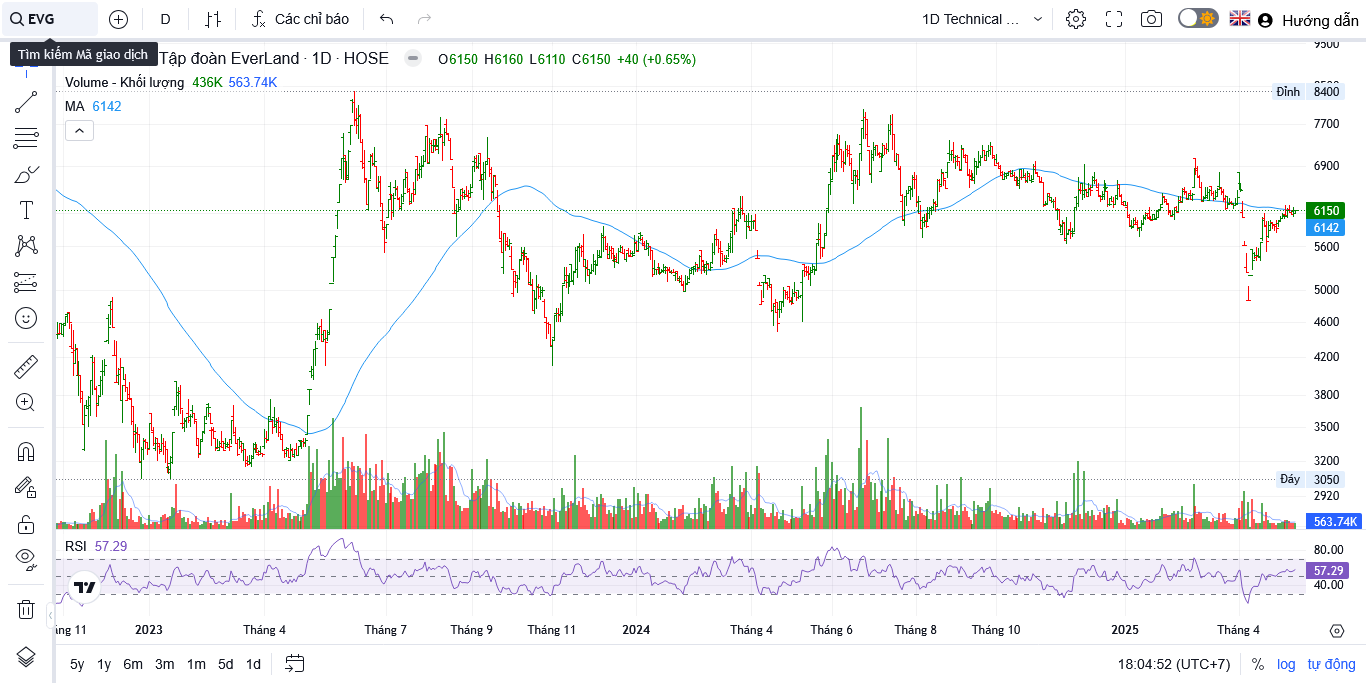 EVG
D
Các chỉ báo
1D Technical ...
Hướng dẫn
Tìm kiếm Mã giao dịch
Tập đoàn EverLand · 1D · HOSE
O6150 H6160 L6110 C6150 +40 (+0.65%)
Volume - Khối lượng 436K 563.74K
MA 6142
9500
Đỉnh 8400
7700
6900
6150
6142
5600
5000
4600
4200
3800
3500
3200
Đáy 3050
2920
563.74K
RSI 57.29
80.00
57.29
40.00
ng 11 2023 Tháng 4 Tháng 7 Tháng 9 Tháng 11 2024 Tháng 4 Tháng 6 Tháng 8 Tháng 10 2025 Tháng 4
5y 1y 6m 3m 1m 5d 1d
18:04:52 (UTC+7) % log tự động